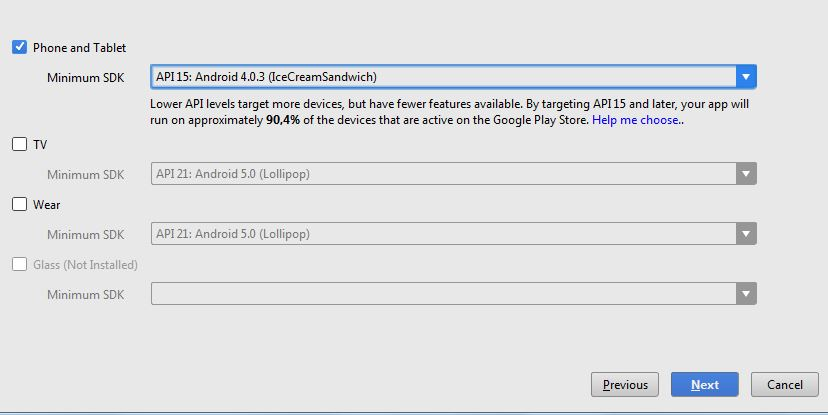 Phone and Tablet
Minimum SDK API 15: Android 4.0.3 (IceCreamSandwich)
Lower API levels target more devices, but have fewer features available. By targeting API 15 and later, your app will
run on approximately 90,4% of the devices that are active on the Google Play Store. Help me choose..
TV
Minimum SDK API 21: Android 5.0 (Lollipop)
Wear
Minimum SDK API 21: Android 5.0 (Lollipop)
Glass (Not Installed)
Minimum SDK
Previous Next Cancel